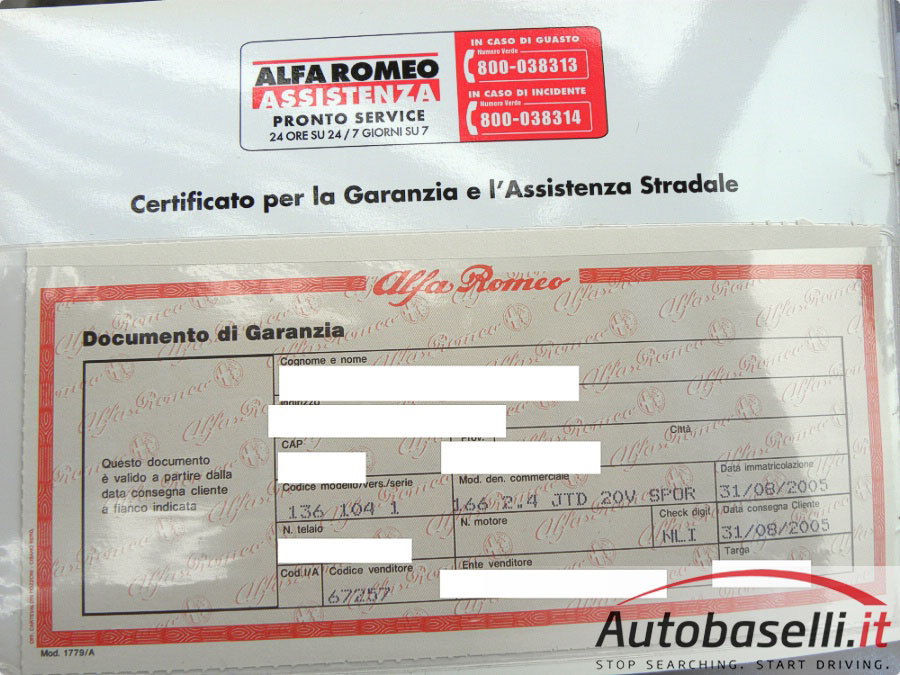 ALFA ROMEO
ASSISTENZA
PRONTO SERVICE
24 ORE SU 24 / 7 GIORNI SU 7
IN CASO DI GUASTO
Numero Verde
800-038313
IN CASO DI INCIDENTE
Numero Verde
800-038314
Certificato per la Garanzia e l'Assistenza Stradale
Alfa Romeo
Documento di Garanzia
Questo documento
è valido a partire dalla
data consegna cliente
a fianco indicata
Cognome e nome
Indirizzo
CAP
Prov.
Città
Codice modello/vers./serie
136 104 1
Mod. den. commerciale
166 2.4 JTD 20V SPOR
Data immatricolazione
31/08/2005
N. telaio
N. motore
Check digit
NLI
Data consegna Cliente
31/08/2005
Cod. I/A
Codice venditore
67257
Ente venditore
Targa
Mod. 1779/A
Autobaselli.it
STOP SEARCHING. START DRIVING.